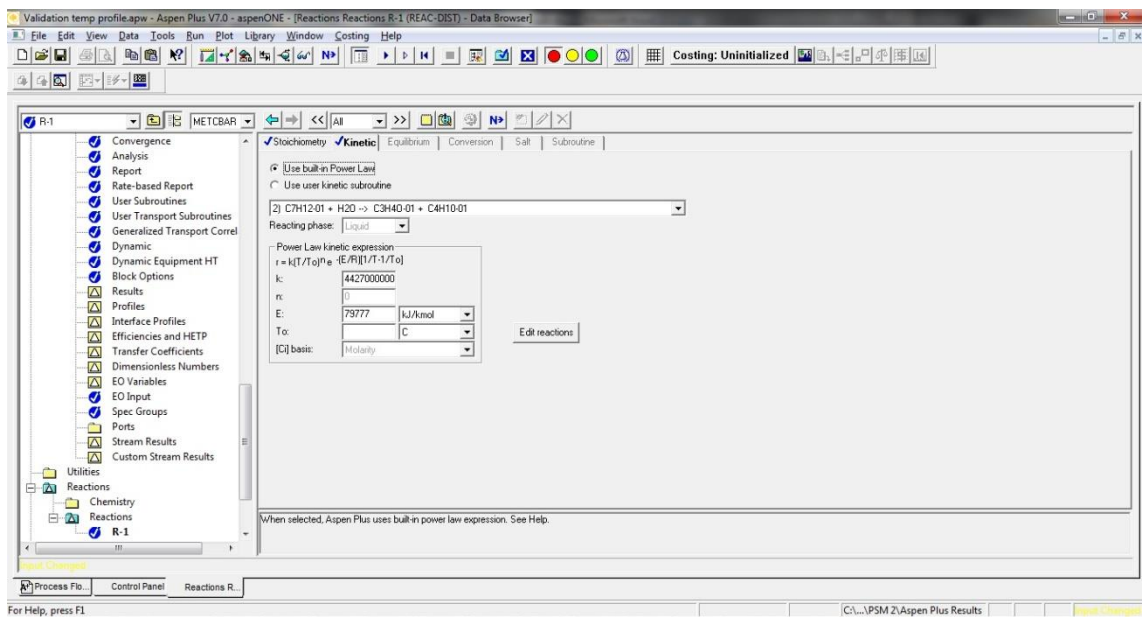 Validation temp profile.apw - Aspen Plus V7.0 - aspenONE - [Reactions Reactions R-1 (REAC-DIST) - Data Browser]
File Edit View Data Tools Run Plot Library Window Costing Help
Costing: Uninitialized
R-1 METCBAR All
Convergence
Analysis
Report
Rate-based Report
User Subroutines
User Transport Subroutines
Generalized Transport Correl
Dynamic
Dynamic Equipment HT
Block Options
Results
Profiles
Interface Profiles
Efficiencies and HETP
Transfer Coefficients
Dimensionless Numbers
EO Variables
EO Input
Spec Groups
Ports
Stream Results
Custom Stream Results
Utilities
Reactions
Chemistry
Reactions
R-1
Stoichiometry Kinetic Equilibrium Conversion Salt Subroutine
Use built-in Power Law
Use user kinetic subroutine
2) C7H12-01 + H2O --> C3H4O-01 + C4H10-01
Reacting phase: Liquid
Power Law kinetic expression
r = k(T/To)^n e -(E/R)[1/T-1/To]
k: 4427000000
n: 0
E: 79777 kJ/kmol
To: C
[Ci] basis: Molarity
Edit reactions
When selected, Aspen Plus uses built-in power law expression. See Help.
Input Changed
Process Flo... Control Panel Reactions R...
For Help, press F1 C:\...\PSM 2\Aspen Plus Results Input Changed